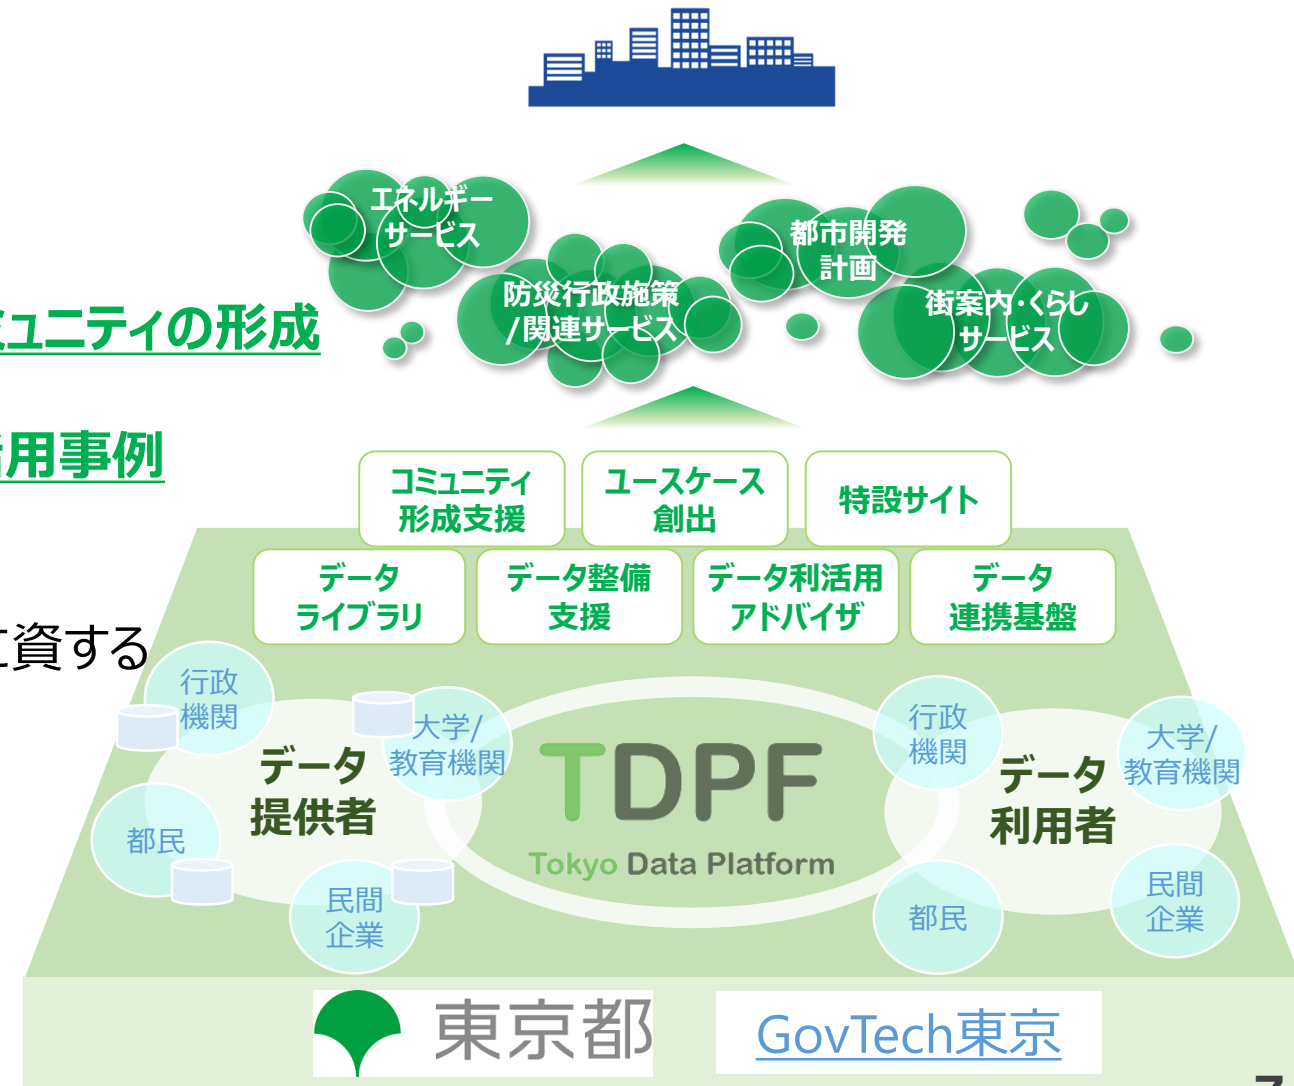 エネルギー
サービス
都市開発
計画
防災行政施策
/関連サービス
街案内・くらし
サービス
ミュニティの形成
活用事例
に資する
コミュニティ
形成支援
ユースケース
創出
特設サイト
データ
ライブラリ
データ整備
支援
データ利活用
アドバイザ
データ
連携基盤
行政
機関
大学/
教育機関
データ
提供者
都民
民間
企業
TDPF
Tokyo Data Platform
行政
機関
大学/
教育機関
データ
利用者
都民
民間
企業
東京都
GovTech東京